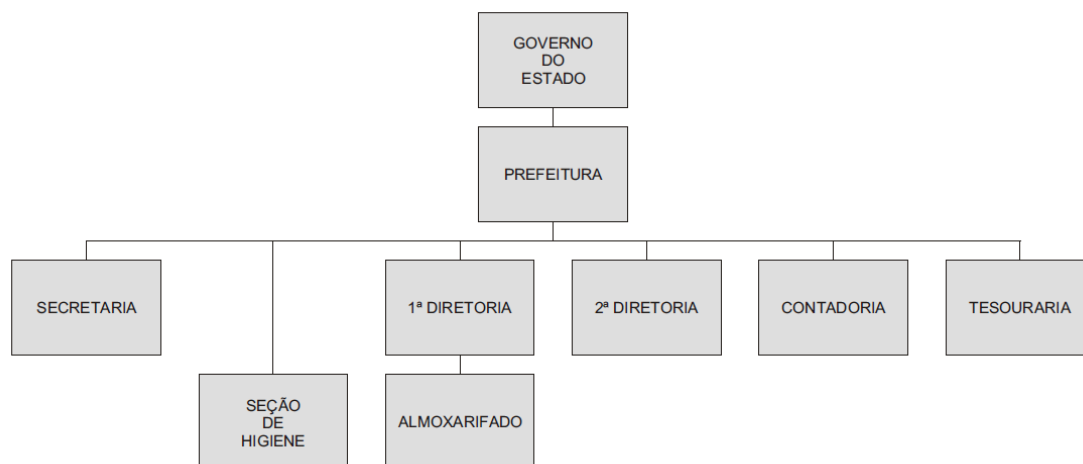 GOVERNO
DO
ESTADO
PREFEITURA
SECRETARIA
1ª DIRETORIA
2ª DIRETORIA
CONTADORIA
TESOURARIA
SEÇÃO
DE
HIGIENE
ALMOXARIFADO